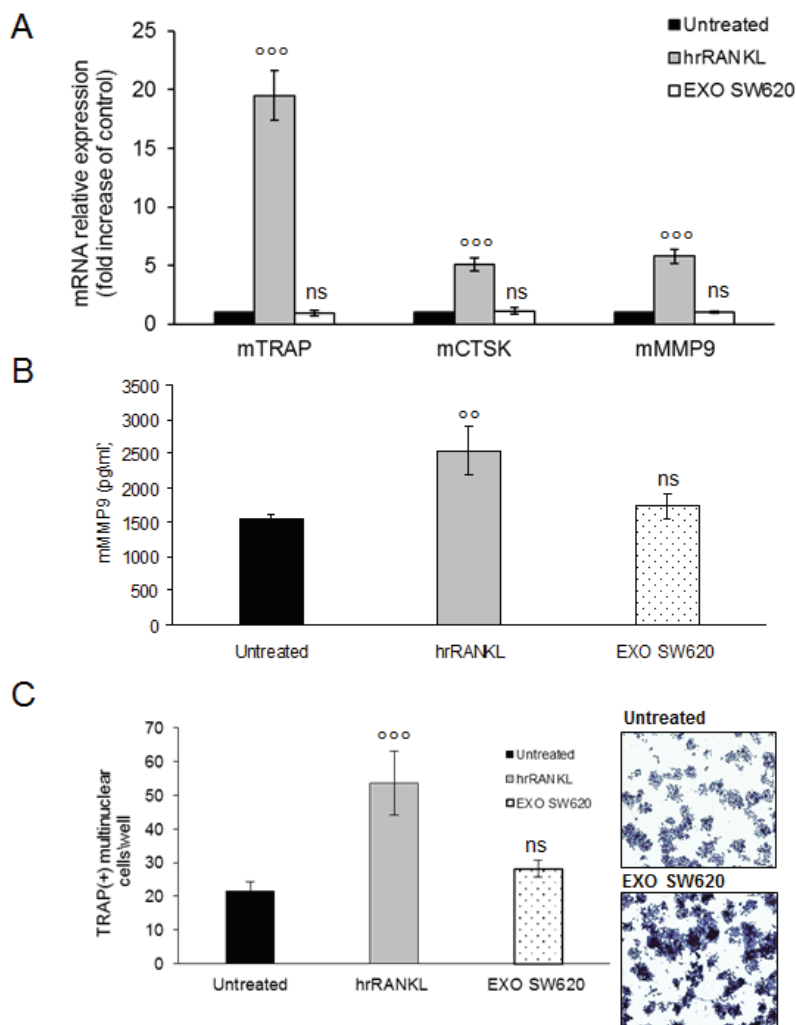 A
25
20
15
10
5
0
mRNA relative expression
(fold increase of control)
Untreated
hrRANKL
EXO SW620
°°°
ns
°°°
ns
°°°
ns
mTRAP
mCTSK
mMMP9
B
3500
3000
2500
2000
1500
1000
500
0
mMMP9 (pg\ml)
°°
ns
Untreated
hrRANKL
EXO SW620
C
70
60
50
40
30
20
10
0
TRAP(+) multinuclear
cells\well
°°°
ns
Untreated
hrRANKL
EXO SW620
Untreated
hrRANKL
EXO SW620
Untreated
EXO SW620